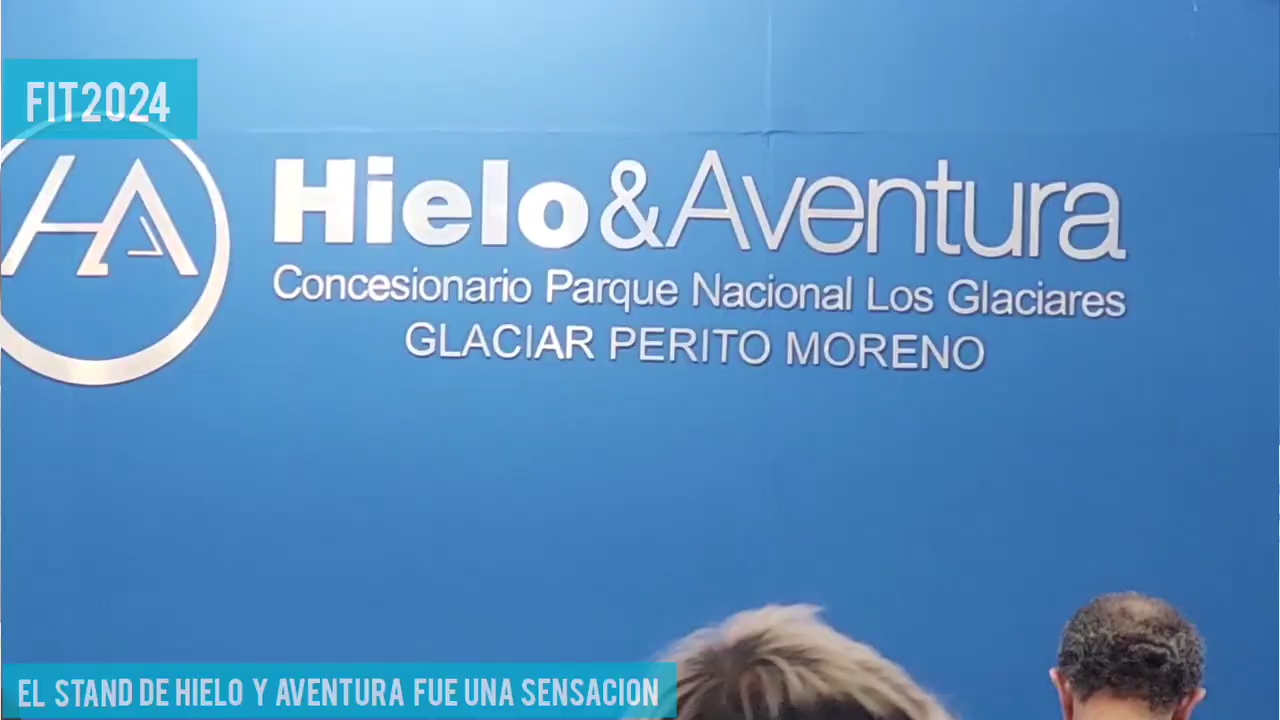 FIT2024
HA
Hielo&Aventura
Concesionario Parque Nacional Los Glaciares
GLACIAR PERITO MORENO
EL STAND DE HIELO Y AVENTURA FUE UNA SENSACION